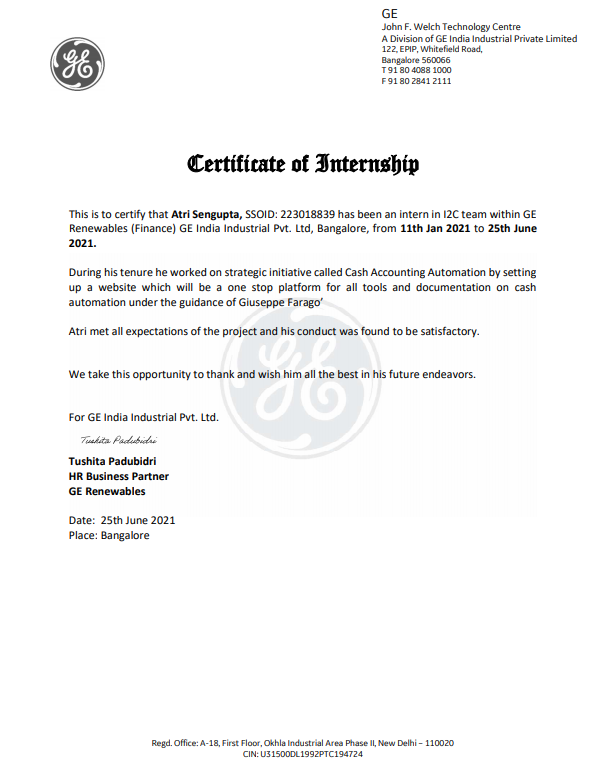 GE
John F. Welch Technology Centre
A Division of GE India Industrial Private Limited
122, EPIP, Whitefield Road,
Bangalore 560066
T 91 80 4088 1000
F 91 80 2841 2111
GE
Certificate of Internship
This is to certify that Atri Sengupta, SSOID: 223018839 has been an intern in I2C team within GE
Renewables (Finance) GE India Industrial Pvt. Ltd, Bangalore, from 11th Jan 2021 to 25th June
2021.
During his tenure he worked on strategic initiative called Cash Accounting Automation by setting
up a website which will be a one stop platform for all tools and documentation on cash
automation under the guidance of Giuseppe Farago’
Atri met all expectations of the project and his conduct was found to be satisfactory.
We take this opportunity to thank and wish him all the best in his future endeavors.
GE
For GE India Industrial Pvt. Ltd.
Tushita Padubidri
Tushita Padubidri
HR Business Partner
GE Renewables
Date: 25th June 2021
Place: Bangalore
Regd. Office: A-18, First Floor, Okhla Industrial Area Phase II, New Delhi – 110020
CIN: U31500DL1992PTC194724